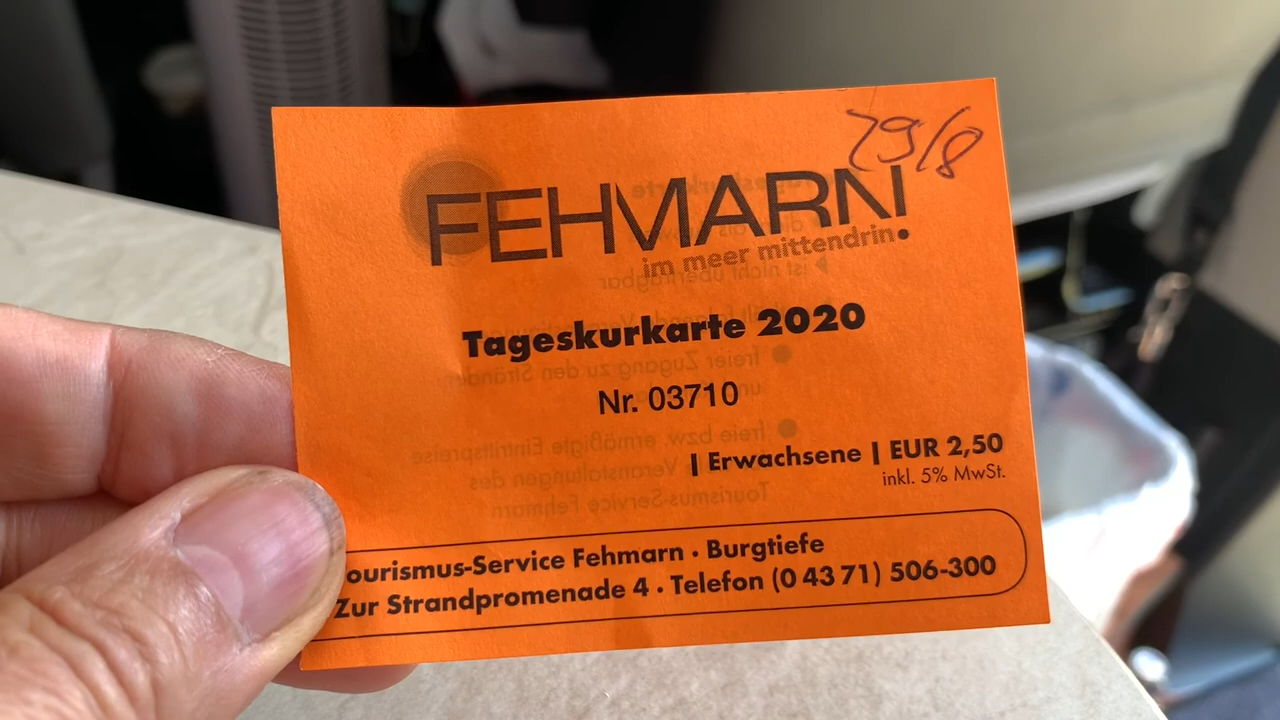 29/8
FEHMARN
im meer mittendrin.
Tageskurkarte 2020
Nr. 03710
| Erwachsene | EUR 2,50
inkl. 5% MwSt.
ourismus-Service Fehmarn · Burgtiefe
Zur Strandpromenade 4 · Telefon (0 43 71) 506-300